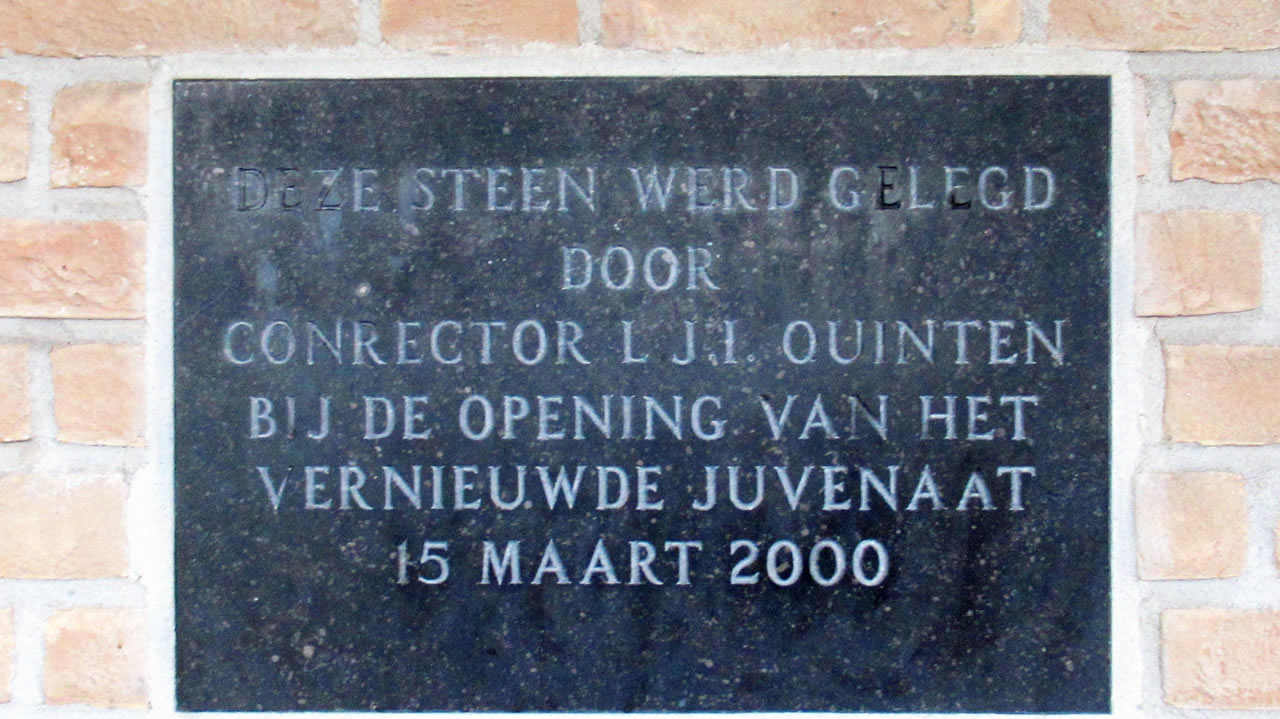 DEZE STEEN WERD GELEGD
DOOR
CONRECTOR L.J.I. QUINTEN
BIJ DE OPENING VAN HET
VERNIEUWDE JUVENAAT
15 MAART 2000